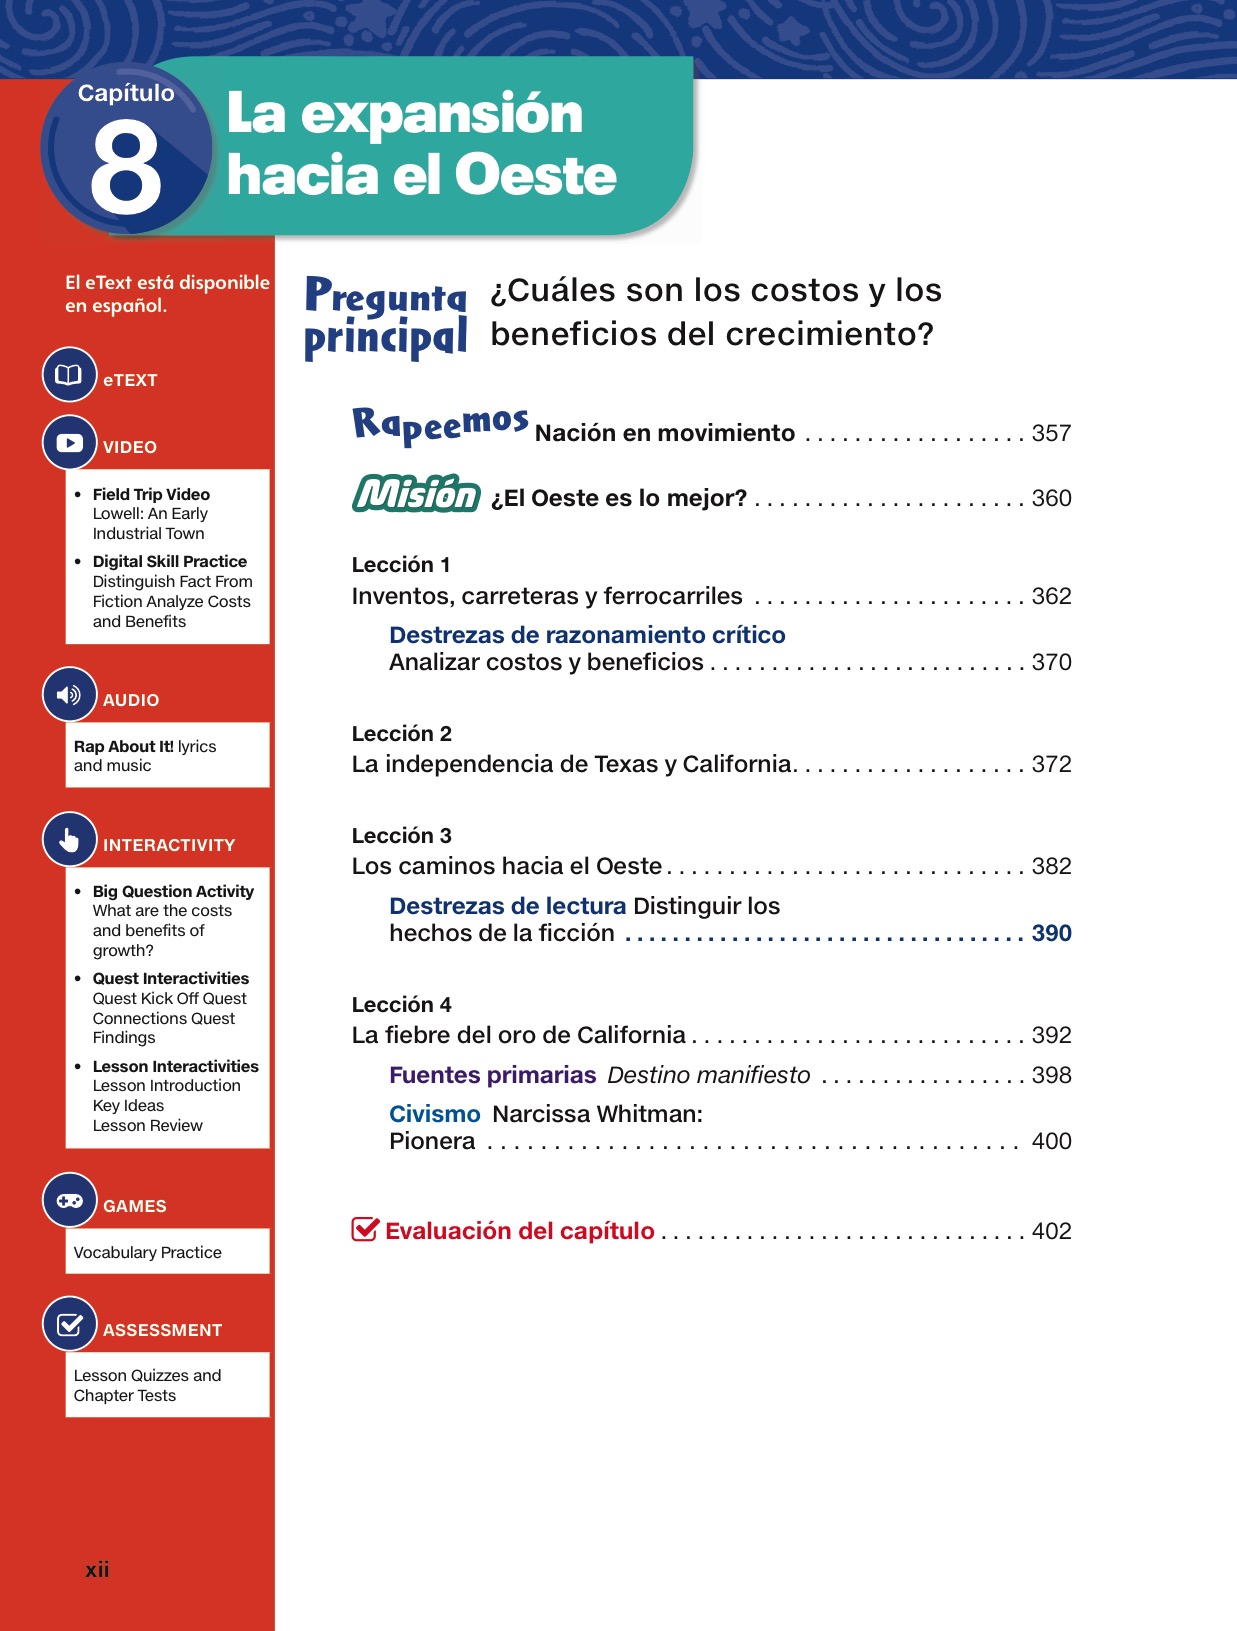 Capítulo
8
La expansión
hacia el Oeste
El eText está disponible
en español.
eTEXT
VIDEO
• Field Trip Video
Lowell: An Early
Industrial Town
• Digital Skill Practice
Distinguish Fact From
Fiction Analyze Costs
and Benefits
AUDIO
Rap About It! lyrics
and music
INTERACTIVITY
• Big Question Activity
What are the costs
and benefits of
growth?
• Quest Interactivities
Quest Kick Off Quest
Connections Quest
Findings
• Lesson Interactivities
Lesson Introduction
Key Ideas
Lesson Review
GAMES
Vocabulary Practice
ASSESSMENT
Lesson Quizzes and
Chapter Tests
Pregunta
principal
¿Cuáles son los costos y los
beneficios del crecimiento?
Rapeemos Nación en movimiento . . . . . . . . . . . . . . . . . . 357
Misión ¿El Oeste es lo mejor? . . . . . . . . . . . . . . . . . . . . . . 360
Lección 1
Inventos, carreteras y ferrocarriles . . . . . . . . . . . . . . . . . . . . . . 362
Destrezas de razonamiento crítico
Analizar costos y beneficios . . . . . . . . . . . . . . . . . . . . . . . . . . 370
Lección 2
La independencia de Texas y California. . . . . . . . . . . . . . . . . . . 372
Lección 3
Los caminos hacia el Oeste . . . . . . . . . . . . . . . . . . . . . . . . . . . . . 382
Destrezas de lectura Distinguir los
hechos de la ficción . . . . . . . . . . . . . . . . . . . . . . . . . . . . . . . . . . 390
Lección 4
La fiebre del oro de California . . . . . . . . . . . . . . . . . . . . . . . . . . . 392
Fuentes primarias Destino manifiesto . . . . . . . . . . . . . . . . . 398
Civismo Narcissa Whitman:
Pionera . . . . . . . . . . . . . . . . . . . . . . . . . . . . . . . . . . . . . . . . . . . 400
Evaluación del capítulo . . . . . . . . . . . . . . . . . . . . . . . . . . . . . . 402
xii